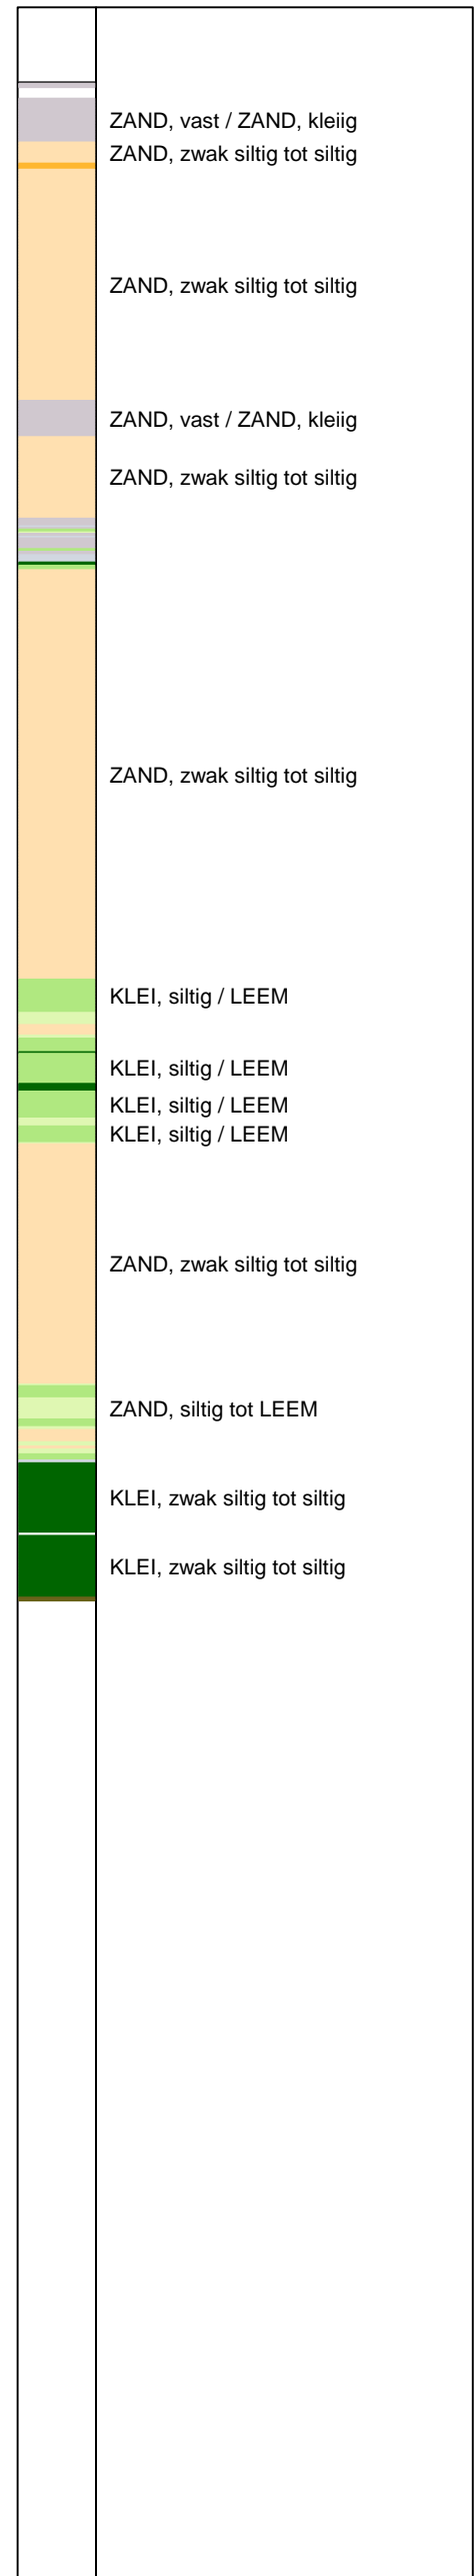 ZAND, vast / ZAND, kleiig
ZAND, zwak siltig tot siltig
ZAND, zwak siltig tot siltig
ZAND, vast / ZAND, kleiig
ZAND, zwak siltig tot siltig
ZAND, zwak siltig tot siltig
KLEI, siltig / LEEM
KLEI, siltig / LEEM
KLEI, siltig / LEEM
KLEI, siltig / LEEM
ZAND, zwak siltig tot siltig
ZAND, siltig tot LEEM
KLEI, zwak siltig tot siltig
KLEI, zwak siltig tot siltig